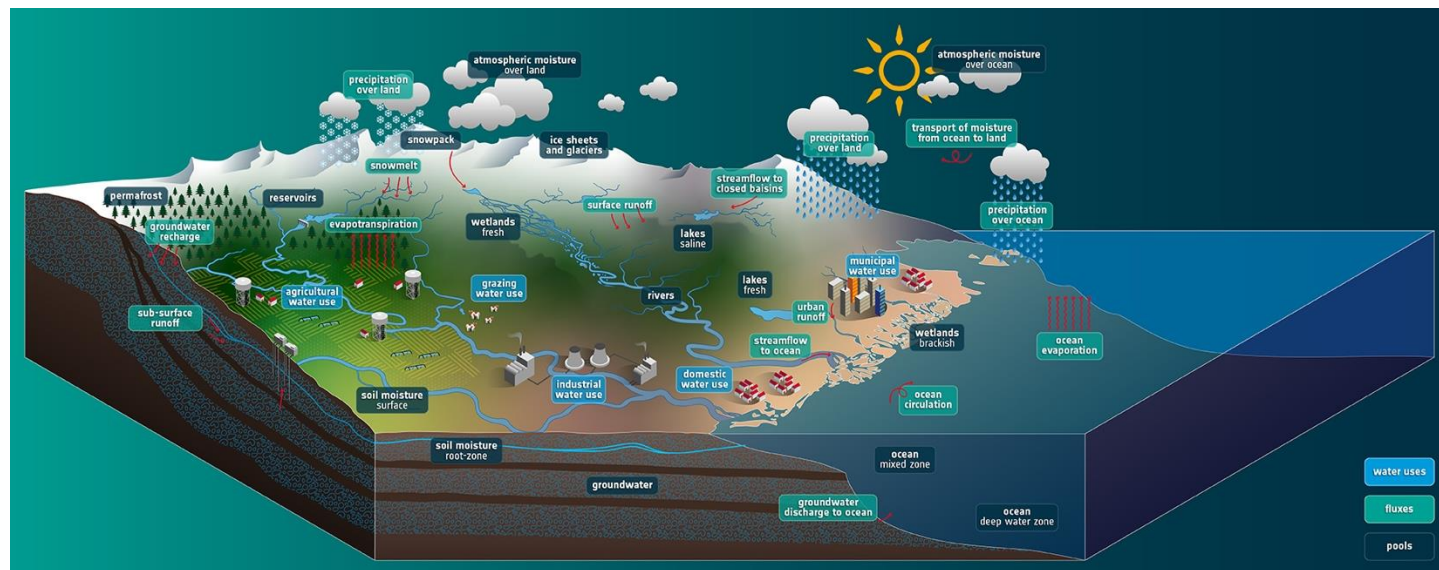 atmospheric moisture
over land
atmospheric moisture
over ocean
precipitation
over land
snowpack
ice sheets
and glaciers
precipitation
over land
transport of moisture
from ocean to land
snowmelt
permafrost
reservoirs
streamflow to
closed baisins
groundwater
recharge
evapotranspiration
wetlands
fresh
surface runoff
lakes
saline
precipitation
over ocean
agricultural
water use
grazing
water use
rivers
lakes
fresh
municipal
water use
sub-surface
runoff
urban
runoff
streamflow
to ocean
wetlands
brackish
ocean
evaporation
soil moisture
surface
industrial
water use
domestic
water use
ocean
circulation
soil moisture
root-zone
ocean
mixed zone
groundwater
groundwater
discharge to ocean
ocean
deep water zone
water uses
fluxes
pools